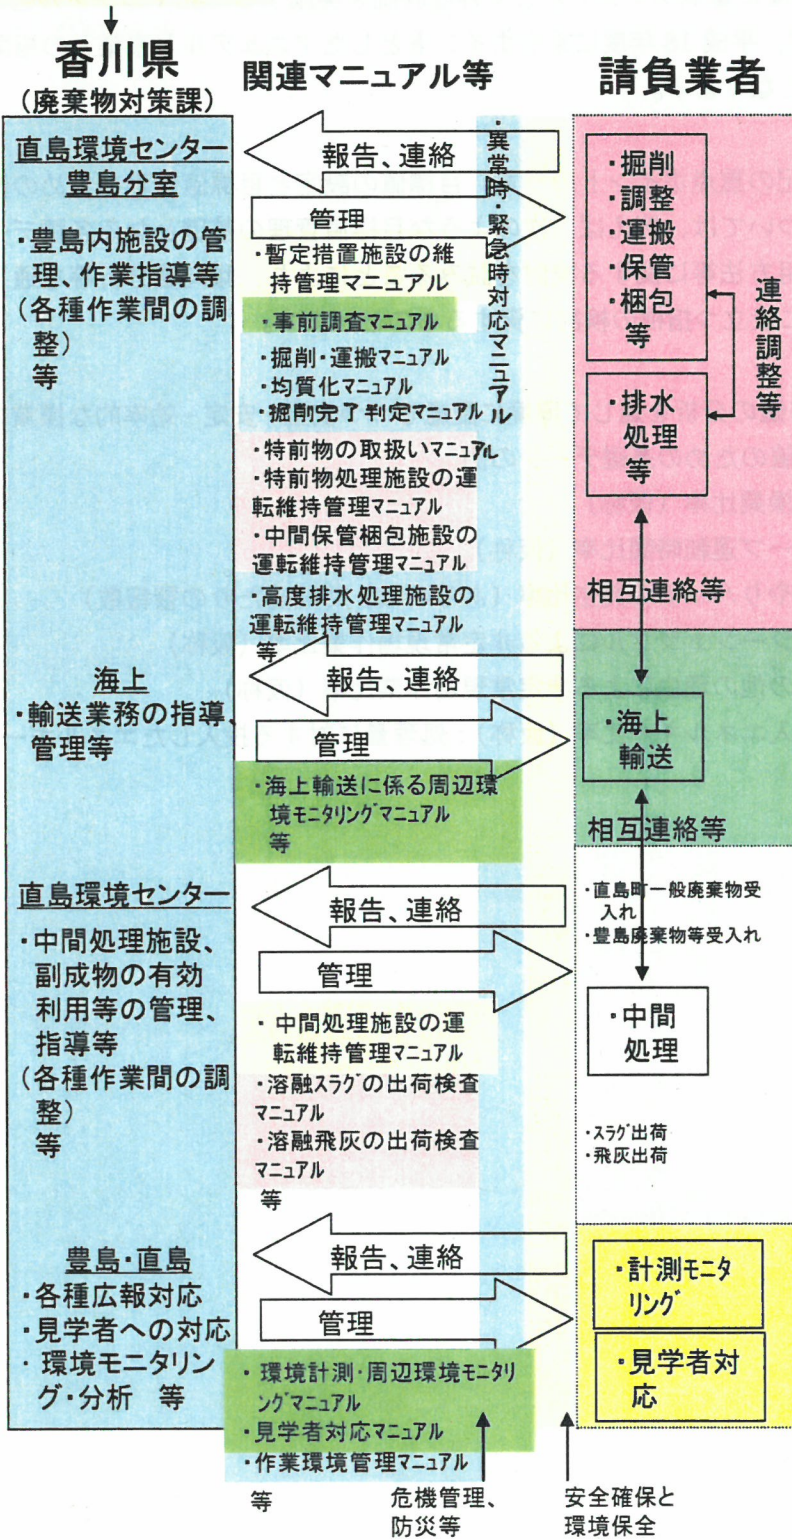 香川県
(廃棄物対策課)
関連マニュアル等
請負業者
直島環境センター
豊島分室
・豊島内施設の管
理、作業指導等
(各種作業間の調
整)
等
報告、連絡
管理
・暫定措置施設の維
持管理マニュアル
・事前調査マニュアル
・掘削・運搬マニュアル
・均質化マニュアル
・掘削完了判定マニュアル
・特前物の取扱いマニュアル
・特前物処理施設の運
転維持管理マニュアル
・中間保管梱包施設の
運転維持管理マニュアル
・高度排水処理施設の
運転維持管理マニュアル
等
・異常時・緊急時対応マニュアル
・掘削
・調整
・運搬
・保管
・梱包
等
連絡調整等
・排水
処理
等
相互連絡等
海上
・輸送業務の指導、
管理等
報告、連絡
管理
・海上輸送に係る周辺環
境モニタリングマニュアル
等
・海上
輸送
相互連絡等
直島環境センター
・中間処理施設、
副成物の有効
利用等の管理、
指導等
(各種作業間の調
整)
等
報告、連絡
管理
・中間処理施設の運
転維持管理マニュアル
・溶融スラグの出荷検査
マニュアル
・溶融飛灰の出荷検査
マニュアル
等
・直島町一般廃棄物受
入れ
・豊島廃棄物等受入れ
・中間
処理
・スラグ出荷
・飛灰出荷
豊島・直島
・各種広報対応
・見学者への対応
・環境モニタリン
グ・分析 等
報告、連絡
管理
・環境計測・周辺環境モニタリ
ングマニュアル
・見学者対応マニュアル
・作業環境管理マニュアル
等
・計測モニタ
リング
・見学者対
応
危機管理、
防災等
安全確保と
環境保全